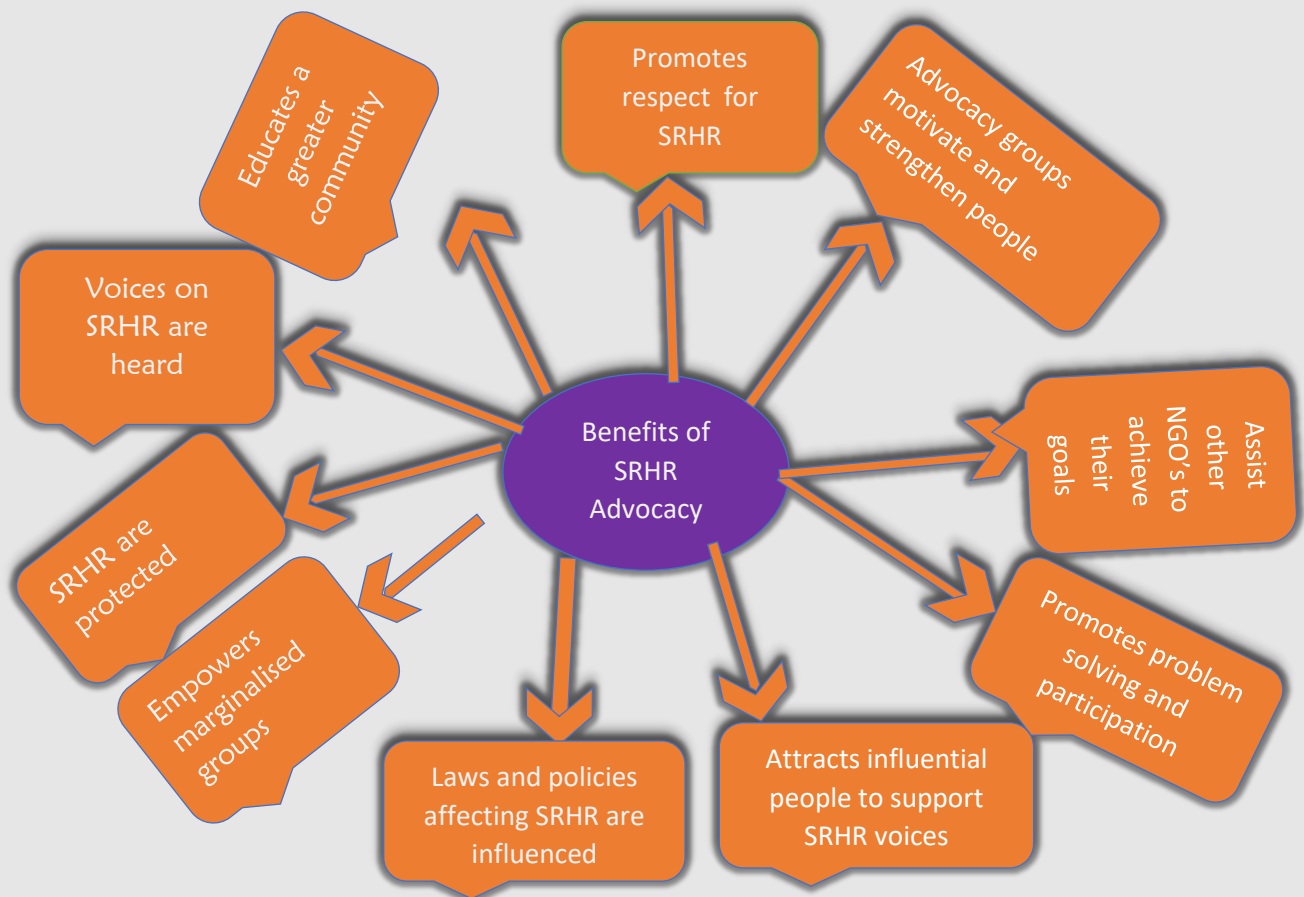 Promotes
respect for
SRHR
Advocacy groups
motivate and
strengthen people
Educates a
greater
community
Voices on
SRHR are
heard
Assist
other
NGO's to
achieve
their
goals
Benefits of
SRHR
Advocacy
SRHR are
protected
Promotes problem
solving and
participation
Empowers
marginalised
groups
Laws and policies
affecting SRHR are
influenced
Attracts influential
people to support
SRHR voices